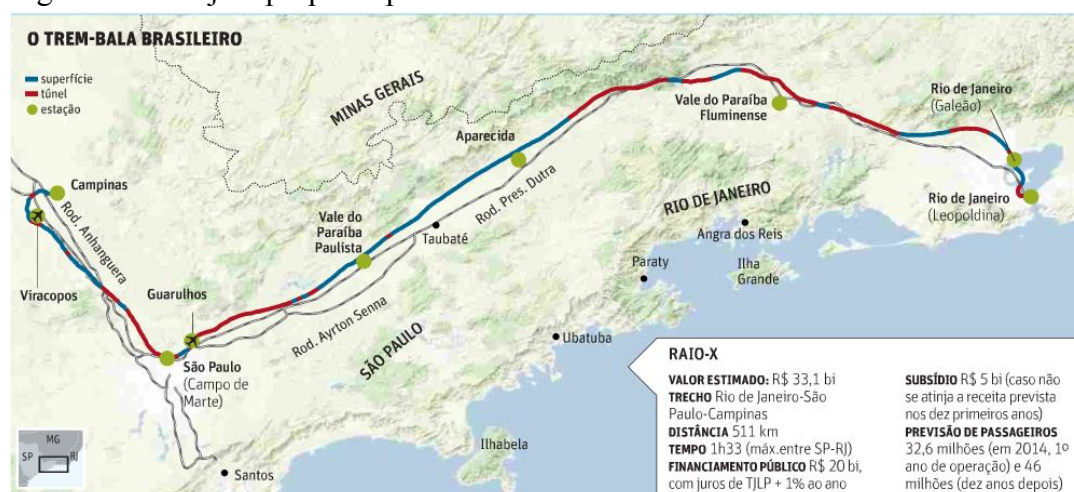 O TREM-BALA BRASILEIRO
superfície
túnel
estação
MINAS GERAIS
Campinas
Rod. Anhanguera
Viracopos
Guarulhos
São Paulo
(Campo de
Marte)
Santos
Vale do
Paraíba
Paulista
Aparecida
Taubaté
Rod. Pres. Dutra
Rod. Ayrton Senna
SÃO PAULO
Vale do Paraíba
Fluminense
Rio de Janeiro
(Galeão)
Rio de Janeiro
(Leopoldina)
RIO DE JANEIRO
Angra dos Reis
Paraty
Ilha
Grande
Ubatuba
Ilhabela
MG
SP
RJ
RAIO-X
VALOR ESTIMADO: R$ 33,1 bi
TRECHO Rio de Janeiro-São
Paulo-Campinas
DISTÂNCIA 511 km
TEMPO 1h33 (máx.entre SP-RJ)
FINANCIAMENTO PÚBLICO R$ 20 bi,
com juros de TJLP + 1% ao ano
SUBSÍDIO R$ 5 bi (caso não
se atinja a receita prevista
nos dez primeiros anos)
PREVISÃO DE PASSAGEIROS
32,6 milhões (em 2014, 1º
ano de operação) e 46
milhões (dez anos depois)